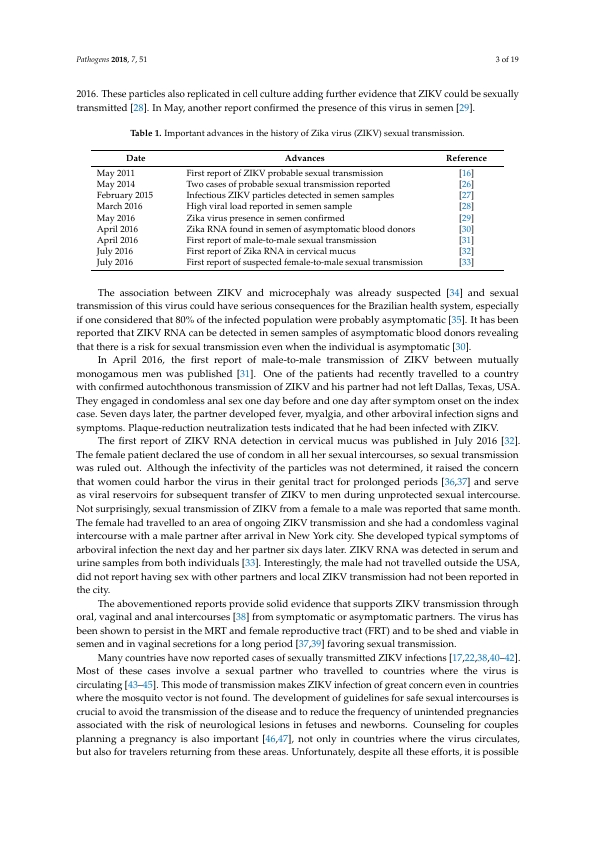 Pathogens 2018, 7, 51
3 of 19
2016. These particles also replicated in cell culture adding further evidence that ZIKV could be sexually
transmitted [28]. In May, another report confirmed the presence of this virus in semen [29].
Table 1. Important advances in the history of Zika virus (ZIKV) sexual transmission.
Date Advances Reference
May 2011 First report of ZIKV probable sexual transmission [16]
May 2014 Two cases of probable sexual transmission reported [26]
February 2015 Infectious ZIKV particles detected in semen samples [27]
March 2016 High viral load reported in semen sample [28]
May 2016 Zika virus presence in semen confirmed [29]
April 2016 Zika RNA found in semen of asymptomatic blood donors [30]
April 2016 First report of male-to-male sexual transmission [31]
July 2016 First report of Zika RNA in cervical mucus [32]
July 2016 First report of suspected female-to-male sexual transmission [33]
The association between ZIKV and microcephaly was already suspected [34] and sexual
transmission of this virus could have serious consequences for the Brazilian health system, especially
if one considered that 80% of the infected population were probably asymptomatic [35]. It has been
reported that ZIKV RNA can be detected in semen samples of asymptomatic blood donors revealing
that there is a risk for sexual transmission even when the individual is asymptomatic [30].
In April 2016, the first report of male-to-male transmission of ZIKV between mutually
monogamous men was published [31]. One of the patients had recently travelled to a country
with confirmed autochthonous transmission of ZIKV and his partner had not left Dallas, Texas, USA.
They engaged in condomless anal sex one day before and one day after symptom onset on the index
case. Seven days later, the partner developed fever, myalgia, and other arboviral infection signs and
symptoms. Plaque-reduction neutralization tests indicated that he had been infected with ZIKV.
The first report of ZIKV RNA detection in cervical mucus was published in July 2016 [32].
The female patient declared the use of condom in all her sexual intercourses, so sexual transmission
was ruled out. Although the infectivity of the particles was not determined, it raised the concern
that women could harbor the virus in their genital tract for prolonged periods [36,37] and serve
as viral reservoirs for subsequent transfer of ZIKV to men during unprotected sexual intercourse.
Not surprisingly, sexual transmission of ZIKV from a female to a male was reported that same month.
The female had travelled to an area of ongoing ZIKV transmission and she had a condomless vaginal
intercourse with a male partner after arrival in New York city. She developed typical symptoms of
arboviral infection the next day and her partner six days later. ZIKV RNA was detected in serum and
urine samples from both individuals [33]. Interestingly, the male had not travelled outside the USA,
did not report having sex with other partners and local ZIKV transmission had not been reported in
the city.
The abovementioned reports provide solid evidence that supports ZIKV transmission through
oral, vaginal and anal intercourses [38] from symptomatic or asymptomatic partners. The virus has
been shown to persist in the MRT and female reproductive tract (FRT) and to be shed and viable in
semen and in vaginal secretions for a long period [37,39] favoring sexual transmission.
Many countries have now reported cases of sexually transmitted ZIKV infections [17,22,38,40–42].
Most of these cases involve a sexual partner who travelled to countries where the virus is
circulating [43–45]. This mode of transmission makes ZIKV infection of great concern even in countries
where the mosquito vector is not found. The development of guidelines for safe sexual intercourses is
crucial to avoid the transmission of the disease and to reduce the frequency of unintended pregnancies
associated with the risk of neurological lesions in fetuses and newborns. Counseling for couples
planning a pregnancy is also important [46,47], not only in countries where the virus circulates,
but also for travelers returning from these areas. Unfortunately, despite all these efforts, it is possible